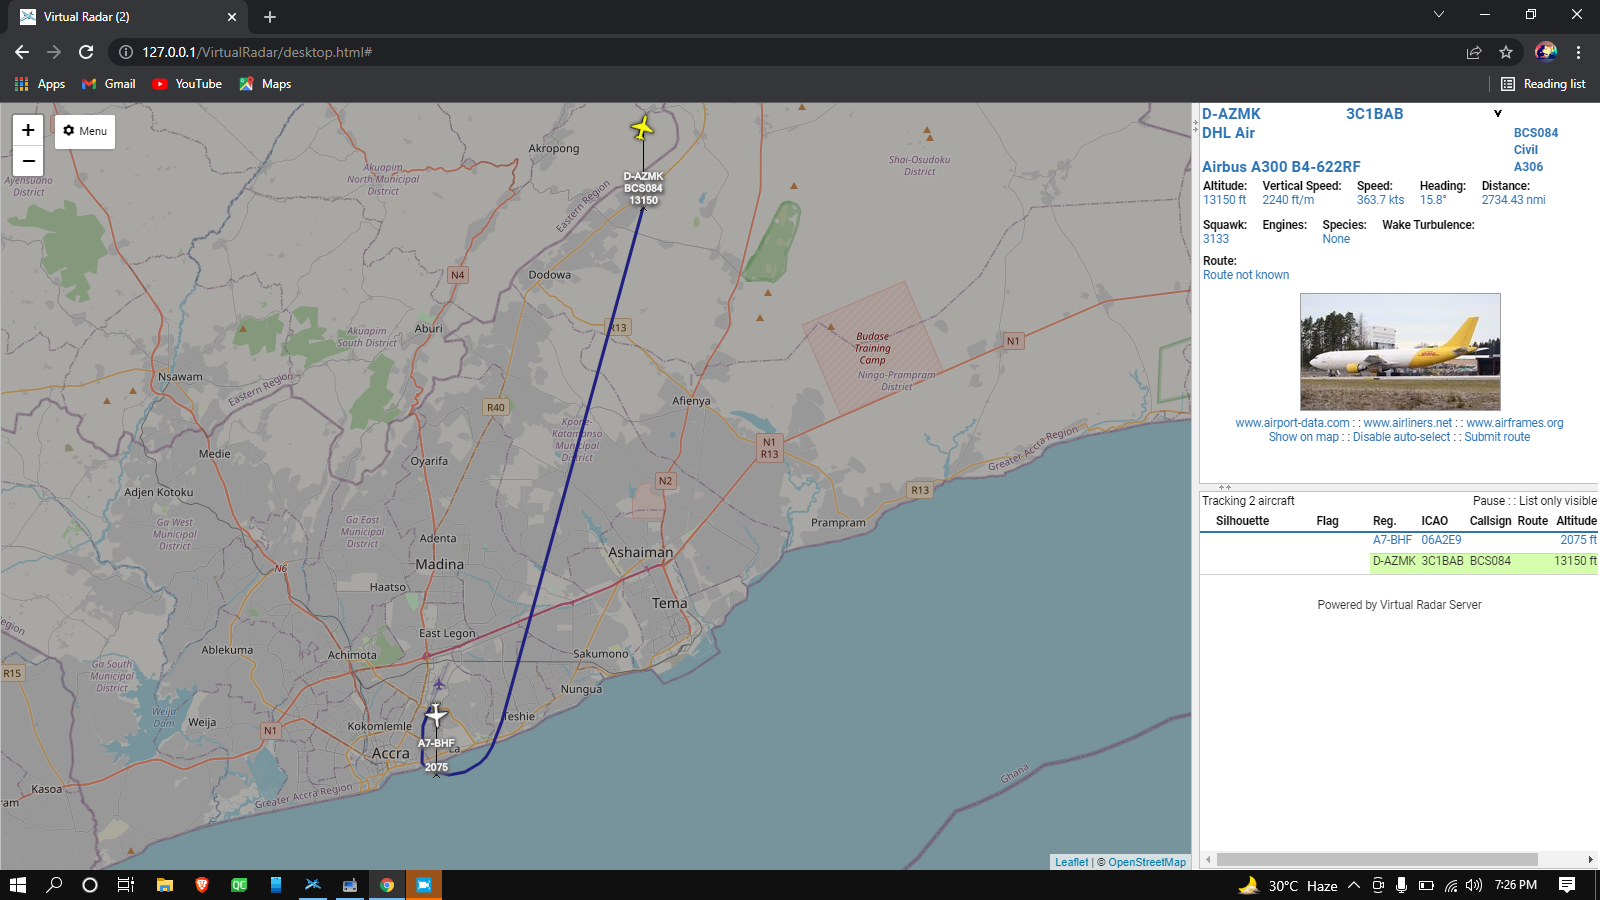 Virtual Radar (2)
127.0.0.1/VirtualRadar/desktop.html#
Apps
Gmail
YouTube
Maps
Reading list
+
−
Menu
Akropong
Ayensuano
District
Akuapim
North Municipal
District
Eastern Region
Shai-Osudoku
District
D-AZMK
BCS084
13150
Dodowa
N4
R13
Aburi
Akuapim
South District
Budase
Training
Camp
N1
Ningo-Prampram
District
Nsawam
Eastern Region
R40
Afienya
Kpone-
Katamanso
Municipal
District
N1
R13
Greater Accra Region
Medie
Oyarifa
N2
R13
Adjen Kotoku
Ga West
Municipal
District
Ga East
Municipal
District
Prampram
Adenta
Ashaiman
Madina
N6
Haatso
Tema
Region
East Legon
Ablekuma
Achimota
Sakumono
R15
Ga South
Municipal
District
Nungua
Weija
Dam
Weija
Kokomlemle
Teshie
N1
Accra
A7-BHF
La
2075
Kasoa
Greater Accra Region
ram
Ghana
Leaflet | © OpenStreetMap
D-AZMK 3C1BAB
DHL Air BCS084
Civil
Airbus A300 B4-622RF A306
Altitude: Vertical Speed: Speed: Heading: Distance:
13150 ft 2240 ft/m 363.7 kts 15.8° 2734.43 nmi
Squawk: Engines: Species: Wake Turbulence:
3133 None
Route:
Route not known
www.airport-data.com : : www.airliners.net : : www.airframes.org
Show on map : : Disable auto-select : : Submit route
Tracking 2 aircraft Pause : : List only visible
Silhouette Flag Reg. ICAO Callsign Route Altitude
A7-BHF 06A2E9 2075 ft
D-AZMK 3C1BAB BCS084 13150 ft
Powered by Virtual Radar Server
QC
30°C Haze
7:26 PM